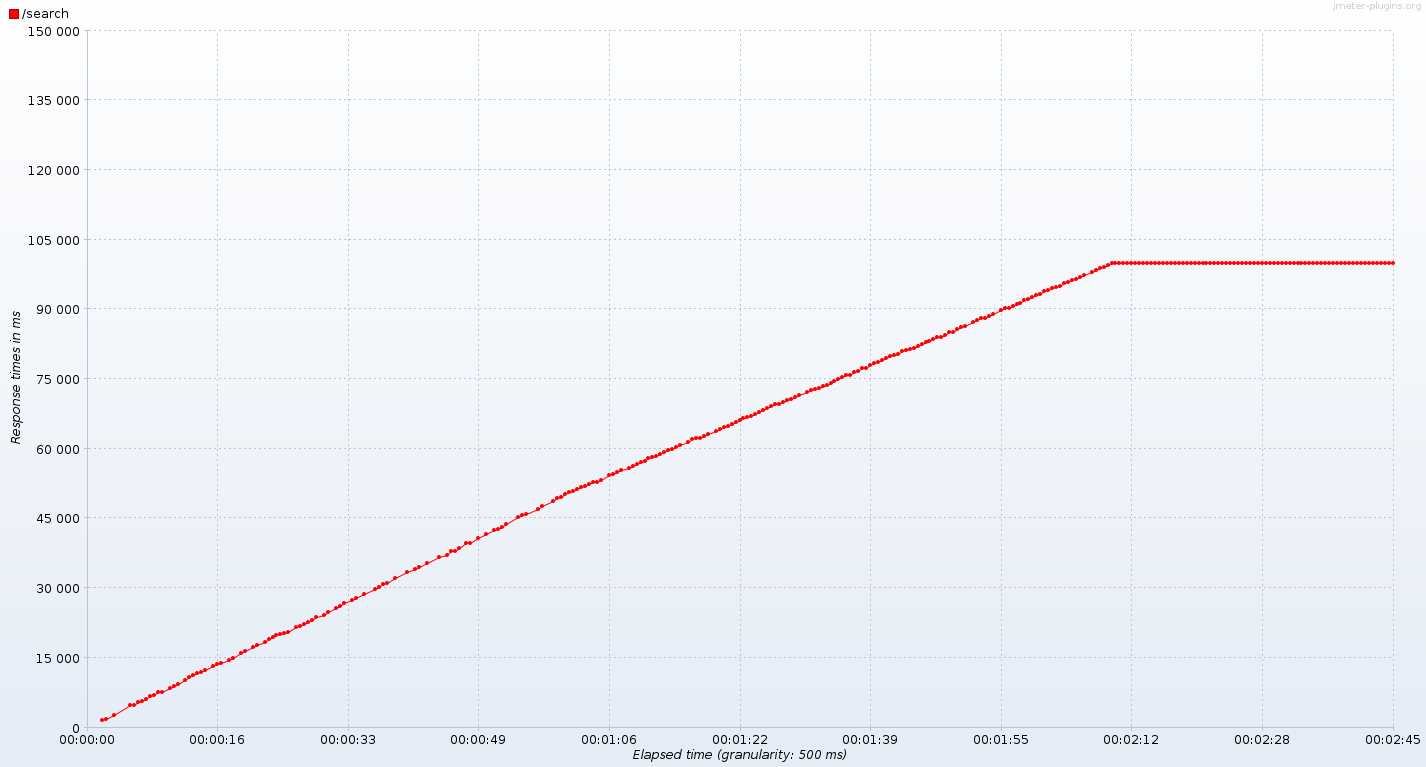 /search
jmeter-plugins.org
150 000
135 000
120 000
105 000
90 000
75 000
60 000
45 000
30 000
15 000
0
Response times in ms
00:00:00 00:00:16 00:00:33 00:00:49 00:01:06 00:01:22 00:01:39 00:01:55 00:02:12 00:02:28 00:02:45
Elapsed time (granularity: 500 ms)